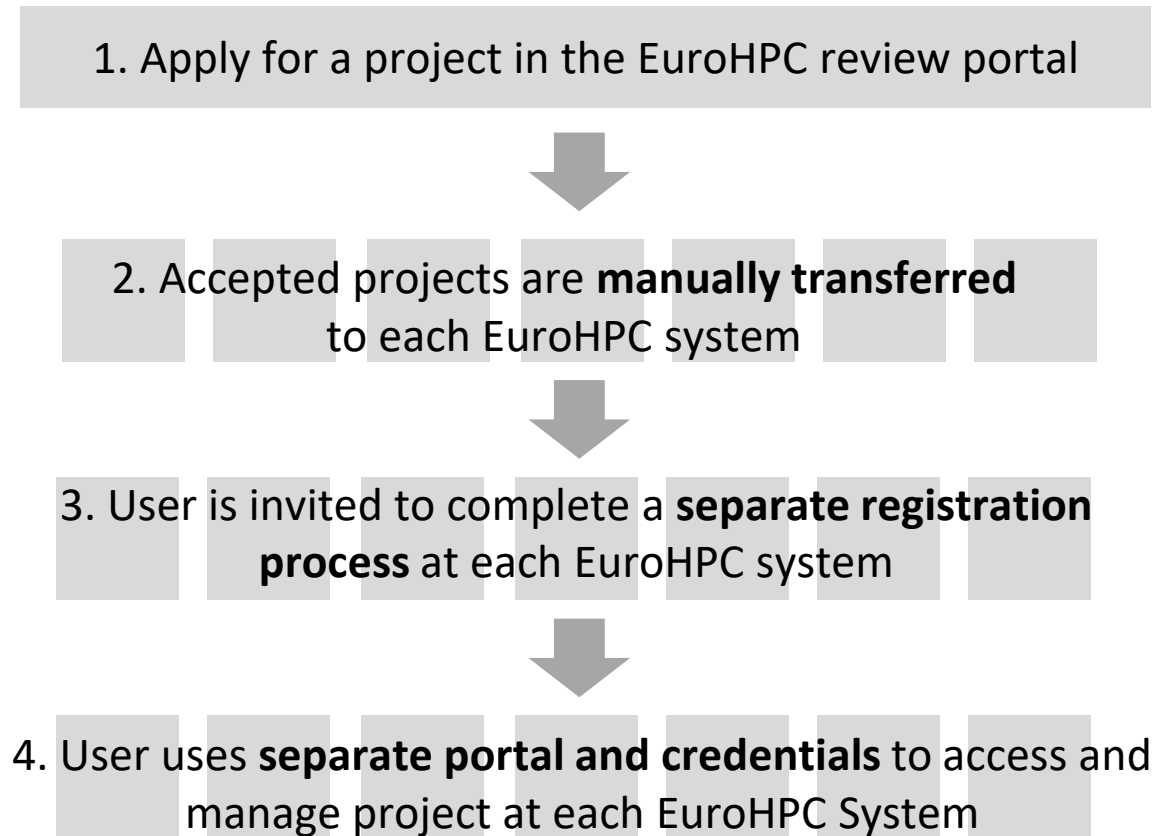 1. Apply for a project in the EuroHPC review portal
2. Accepted projects are manually transferred
to each EuroHPC system
3. User is invited to complete a separate registration
process at each EuroHPC system
4. User uses separate portal and credentials to access and
manage project at each EuroHPC System